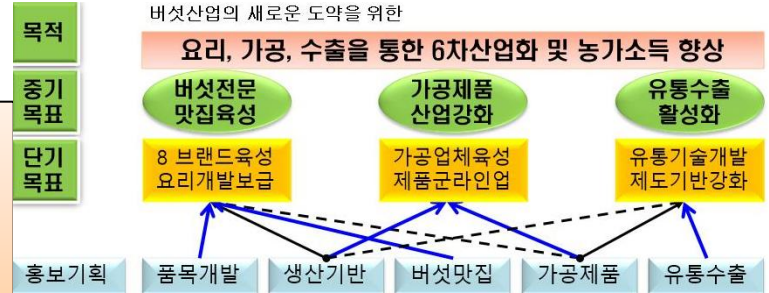 버섯산업의 새로운 도약을 위한
목적
요리, 가공, 수출을 통한 6차산업화 및 농가소득 향상
중기
목표
버섯전문
맛집육성
가공제품
산업강화
유통수출
활성화
단기
목표
8 브랜드육성
요리개발보급
가공업체육성
제품군라인업
유통기술개발
제도기반강화
홍보기획
품목개발
생산기반
버섯맛집
가공제품
유통수출